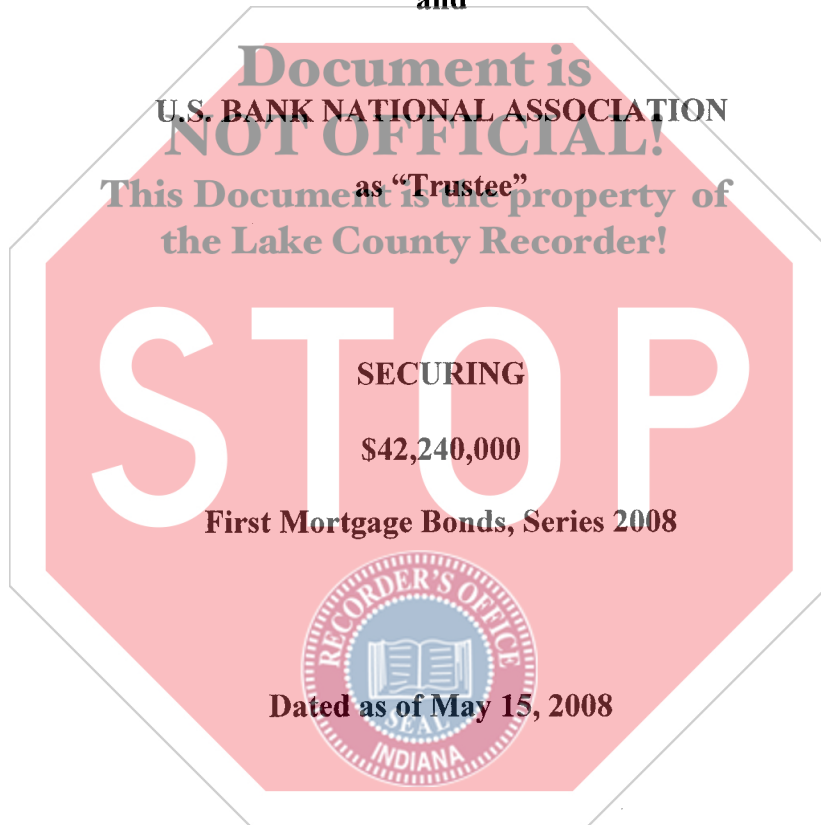 and
Document is
U.S. BANK NATIONAL ASSOCIATION
NOT OFFICIAL!
as “Trustee”
This Document is the property of
the Lake County Recorder!
STOP
SECURING
$42,240,000
First Mortgage Bonds, Series 2008
RECORDER'S OFFICE
Dated as of May 15, 2008
SEAL
INDIANA